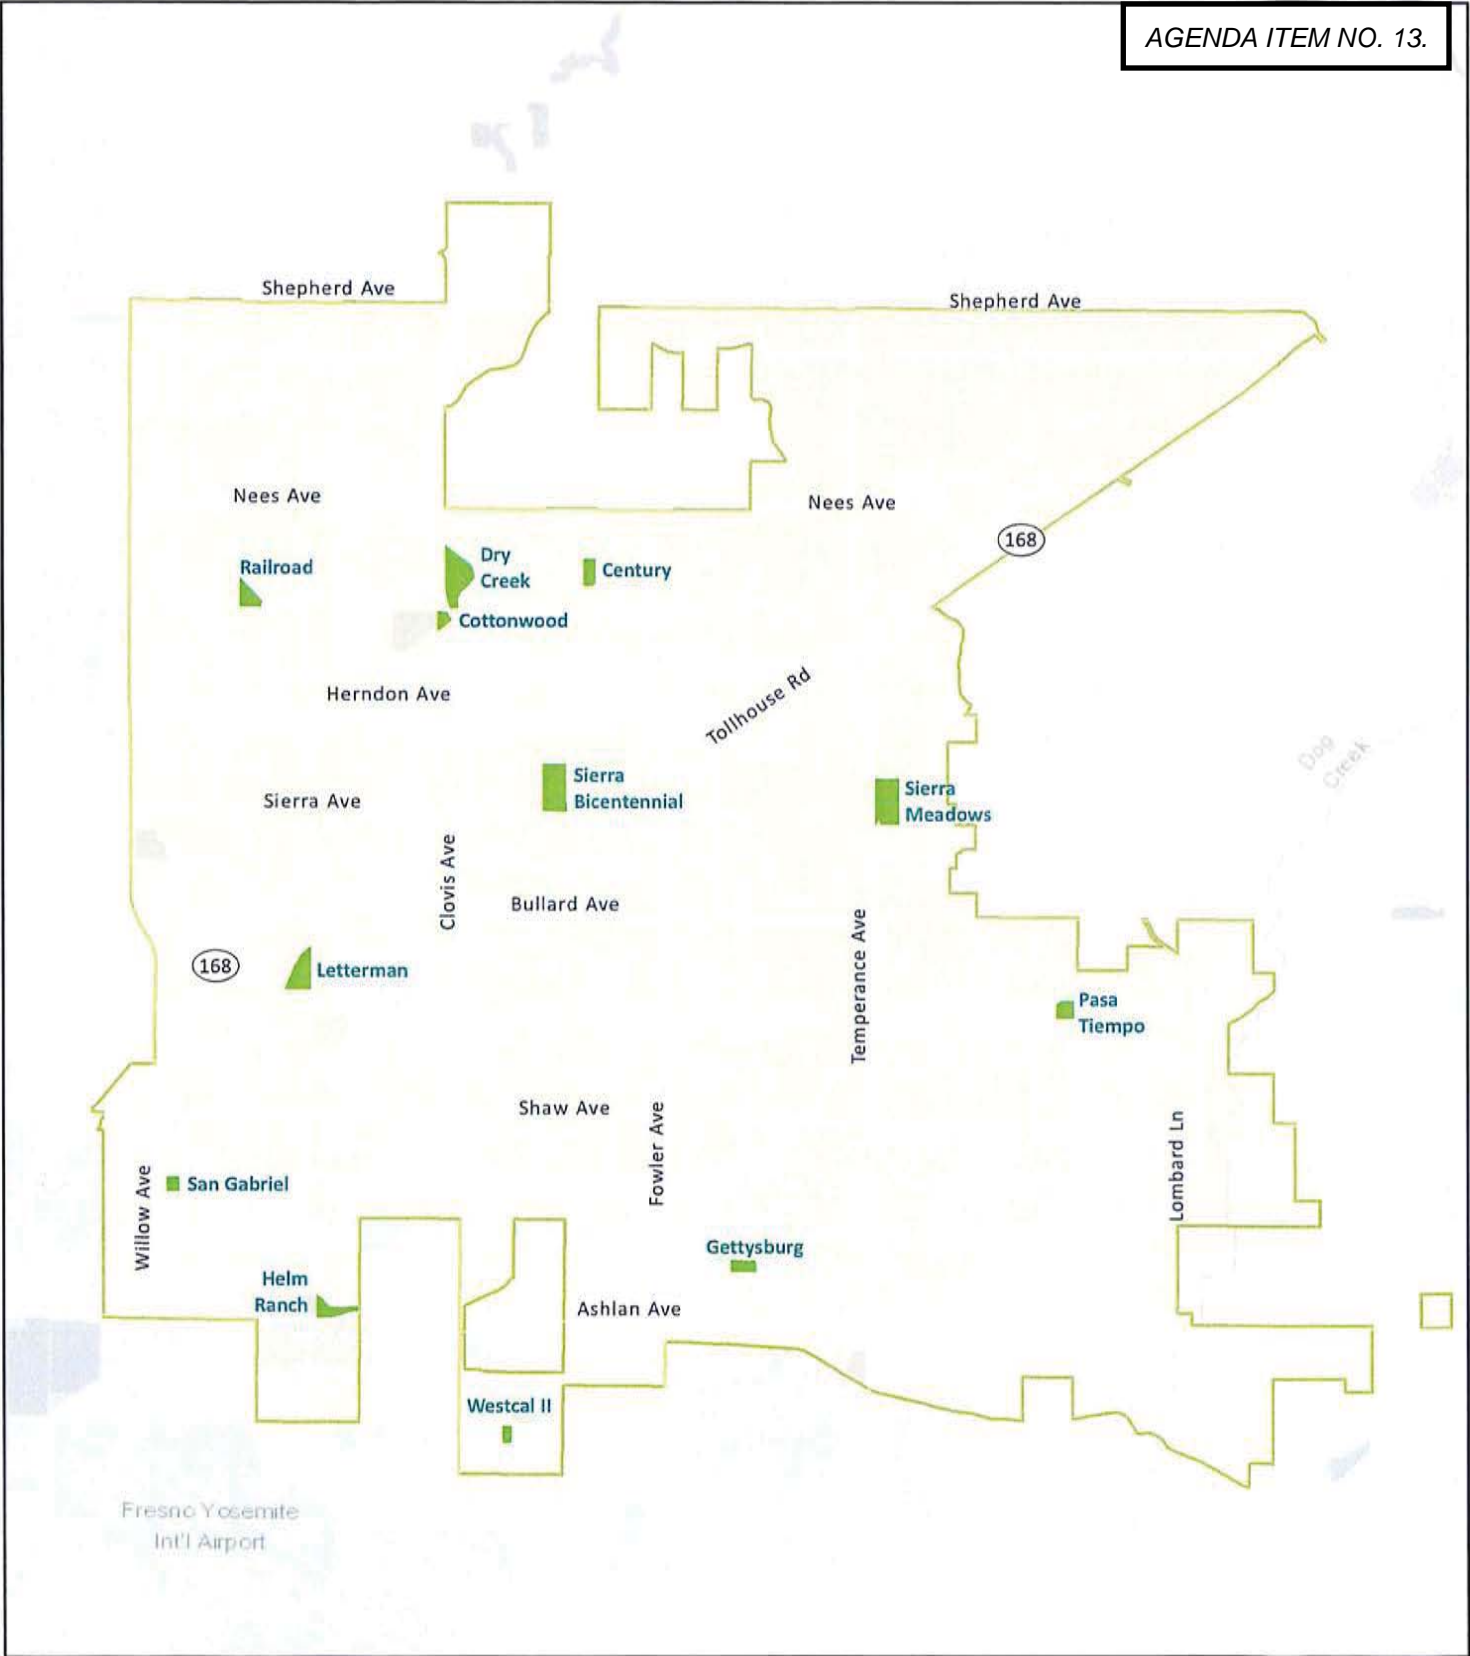 AGENDA ITEM NO. 13.
Shepherd Ave
Shepherd Ave
Nees Ave
Nees Ave
168
Railroad
Dry
Creek
Century
Cottonwood
Herndon Ave
Tollhouse Rd
Dog
Creek
Sierra
Bicentennial
Sierra
Meadows
Sierra Ave
Clovis Ave
Bullard Ave
Temperance Ave
168
Letterman
Pasa
Tiempo
Shaw Ave
Fowler Ave
Lombard Ln
Willow Ave
San Gabriel
Gettysburg
Helm
Ranch
Ashlan Ave
Westcal II
Fresno Yosemite
Int'l Airport